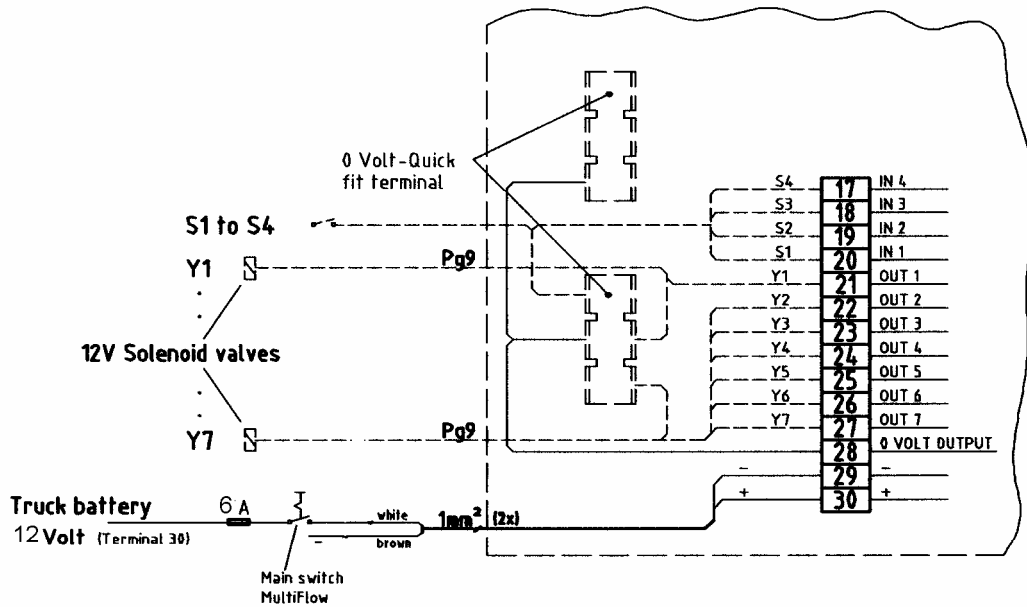 0 Volt-Quick
fit terminal
S1 to S4
Y1
Pg9
12V Solenoid valves
Y7
Pg9
Truck battery
12 Volt (Terminal 30)
6 A
white
brown
-
1mm² (2x)
Main switch
MultiFlow
S4 17 IN 4
S3 18 IN 3
S2 19 IN 2
S1 20 IN 1
Y1 21 OUT 1
Y2 22 OUT 2
Y3 23 OUT 3
Y4 24 OUT 4
Y5 25 OUT 5
Y6 26 OUT 6
Y7 27 OUT 7
28 0 VOLT OUTPUT
- 29 -
+ 30 +